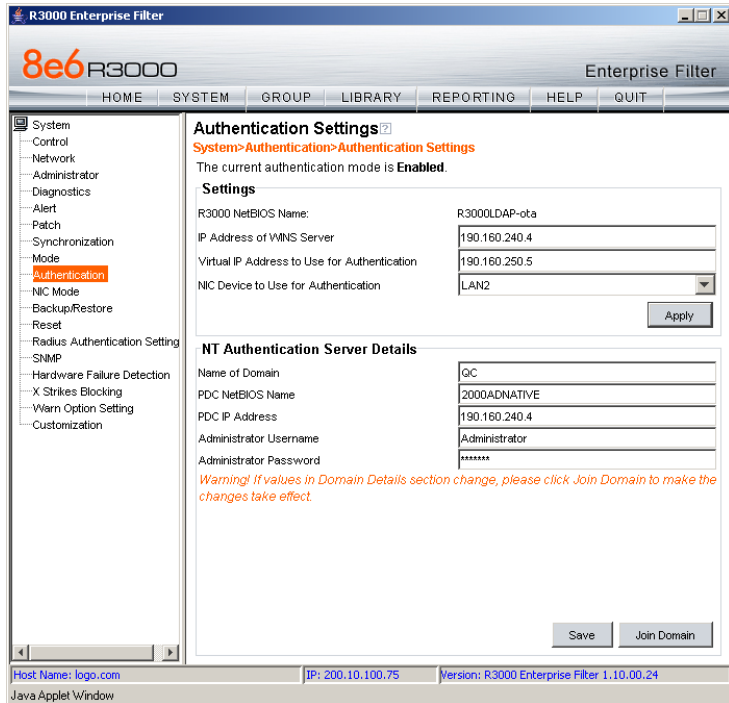 R3000 Enterprise Filter
8e6 R3000
Enterprise Filter
HOME SYSTEM GROUP LIBRARY REPORTING HELP QUIT
System
Control
Network
Administrator
Diagnostics
Alert
Patch
Synchronization
Mode
Authentication
NIC Mode
Backup/Restore
Reset
Radius Authentication Setting
SNMP
Hardware Failure Detection
X Strikes Blocking
Warn Option Setting
Customization
Authentication Settings ?
System>Authentication>Authentication Settings
The current authentication mode is Enabled.
Settings
R3000 NetBIOS Name: R3000LDAP-ota
IP Address of WINS Server 190.160.240.4
Virtual IP Address to Use for Authentication 190.160.250.5
NIC Device to Use for Authentication LAN2
Apply
NT Authentication Server Details
Name of Domain QC
PDC NetBIOS Name 2000ADNATIVE
PDC IP Address 190.160.240.4
Administrator Username Administrator
Administrator Password *******
Warning! If values in Domain Details section change, please click Join Domain to make the
changes take effect.
Save Join Domain
Host Name: logo.com IP: 200.10.100.75 Version: R3000 Enterprise Filter 1.10.00.24
Java Applet Window